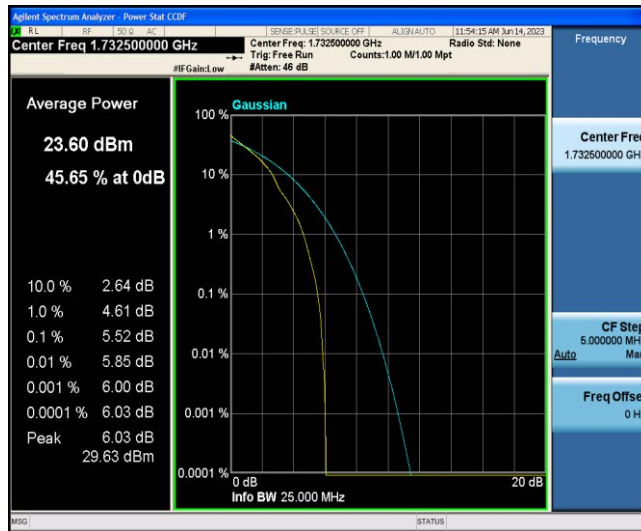 Agilent Spectrum Analyzer - Power Stat CCDF
RL RF 50 Ω AC SENSE:PULSE SOURCE OFF ALIGNAUTO 11:54:15 AM Jun 14, 2023
Center Freq 1.732500000 GHz
Center Freq: 1.732500000 GHz Radio Std: None
Trig: Free Run Counts:1.00 M/1.00 Mpt
#IFGain:Low #Atten: 46 dB
Frequency
Average Power
23.60 dBm
45.65 % at 0dB
10.0 % 2.64 dB
1.0 % 4.61 dB
0.1 % 5.52 dB
0.01 % 5.85 dB
0.001 % 6.00 dB
0.0001 % 6.03 dB
Peak 6.03 dB
29.63 dBm
Gaussian
100 %
10 %
1 %
0.1 %
0.01 %
0.001 %
0.0001 %
0 dB 20 dB
Info BW 25.000 MHz
Center Freq
1.732500000 GH
CF Step
5.000000 MH
Auto Ma
Freq Offse
0 H
MSG STATUS